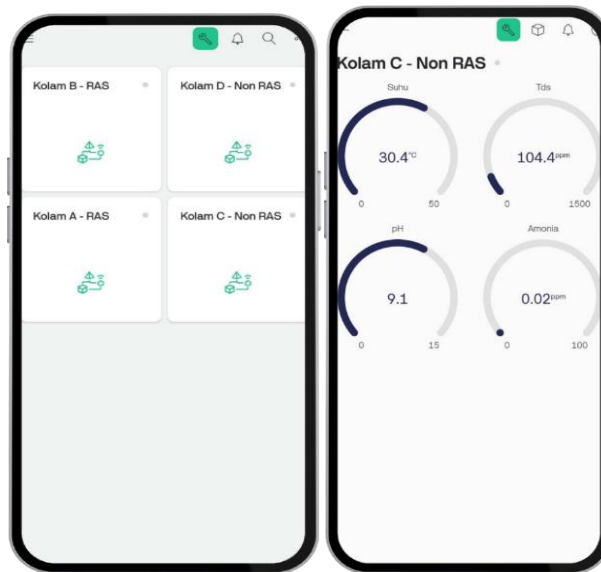 Kolam B - RAS
Kolam D - Non RAS
Kolam A - RAS
Kolam C - Non RAS
Kolam C - Non RAS
Suhu
Tds
30.4°C
104.4ppm
0
50
0
1500
pH
Amonia
9.1
0.02ppm
0
15
0
100